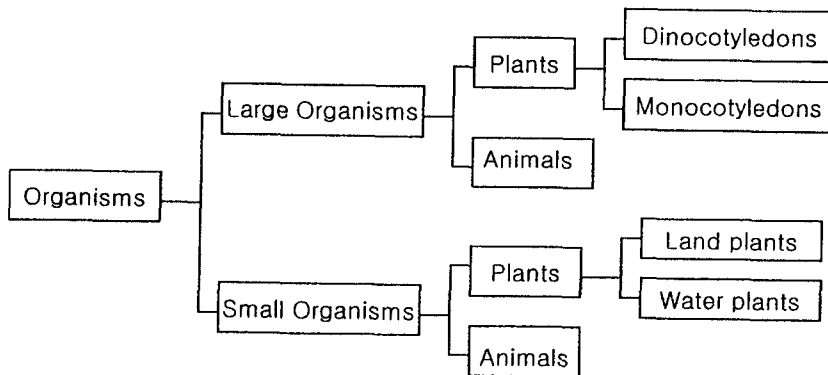 Dinocotyledons
Plants
Large Organisms
Monocotyledons
Animals
Organisms
Land plants
Plants
Small Organisms
Water plants
Animals